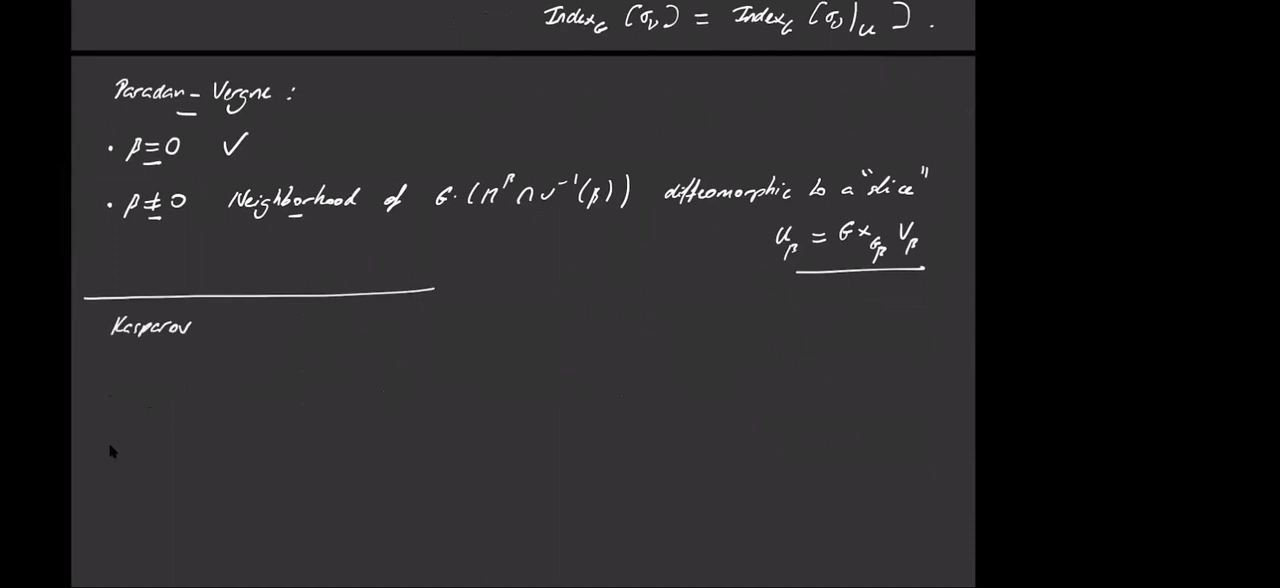 Index_G (σ_ν) = Index_G [σ_ν|_U ] .
Paradan - Vergne :
• β = 0 ✓
• β ≠ 0 Neighborhood of G·(M^β ∩ ν^{-1}(β)) diffeomorphic to a "slice"
U_β = G ×_{G_β} V_β
Kasparov